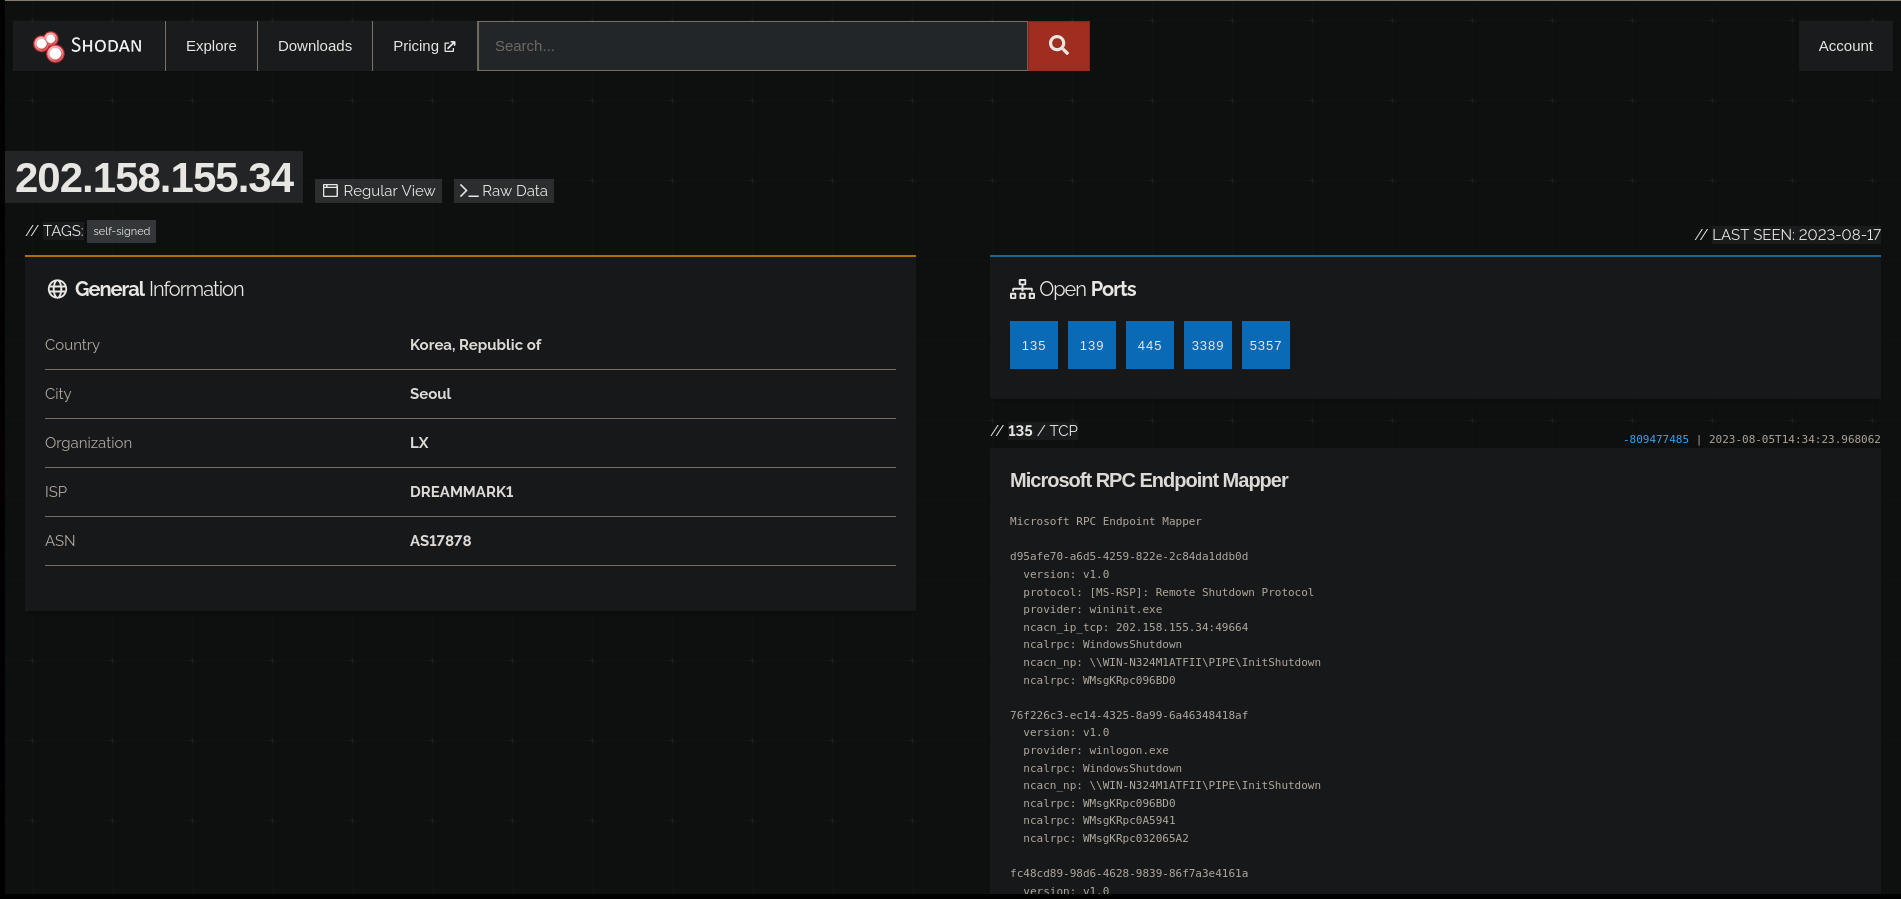 SHODAN Explore Downloads Pricing Search... Account
202.158.155.34 Regular View >_ Raw Data
// TAGS: self-signed
// LAST SEEN: 2023-08-17
General Information
Country Korea, Republic of
City Seoul
Organization LX
ISP DREAMMARK1
ASN AS17878
Open Ports
135 139 445 3389 5357
// 135 / TCP
-809477485 | 2023-08-05T14:34:23.968062
Microsoft RPC Endpoint Mapper
Microsoft RPC Endpoint Mapper
d95afe70-a6d5-4259-822e-2c84da1ddb0d
version: v1.0
protocol: [MS-RSP]: Remote Shutdown Protocol
provider: wininit.exe
ncacn_ip_tcp: 202.158.155.34:49664
ncalrpc: WindowsShutdown
ncacn_np: \\WIN-N324M1ATFII\PIPE\InitShutdown
ncalrpc: WMsgKRpc096BD0
76f226c3-ec14-4325-8a99-6a46348418af
version: v1.0
provider: winlogon.exe
ncalrpc: WindowsShutdown
ncacn_np: \\WIN-N324M1ATFII\PIPE\InitShutdown
ncalrpc: WMsgKRpc096BD0
ncalrpc: WMsgKRpc0A5941
ncalrpc: WMsgKRpc032065A2
fc48cd89-98d6-4628-9839-86f7a3e4161a
version: v1.0